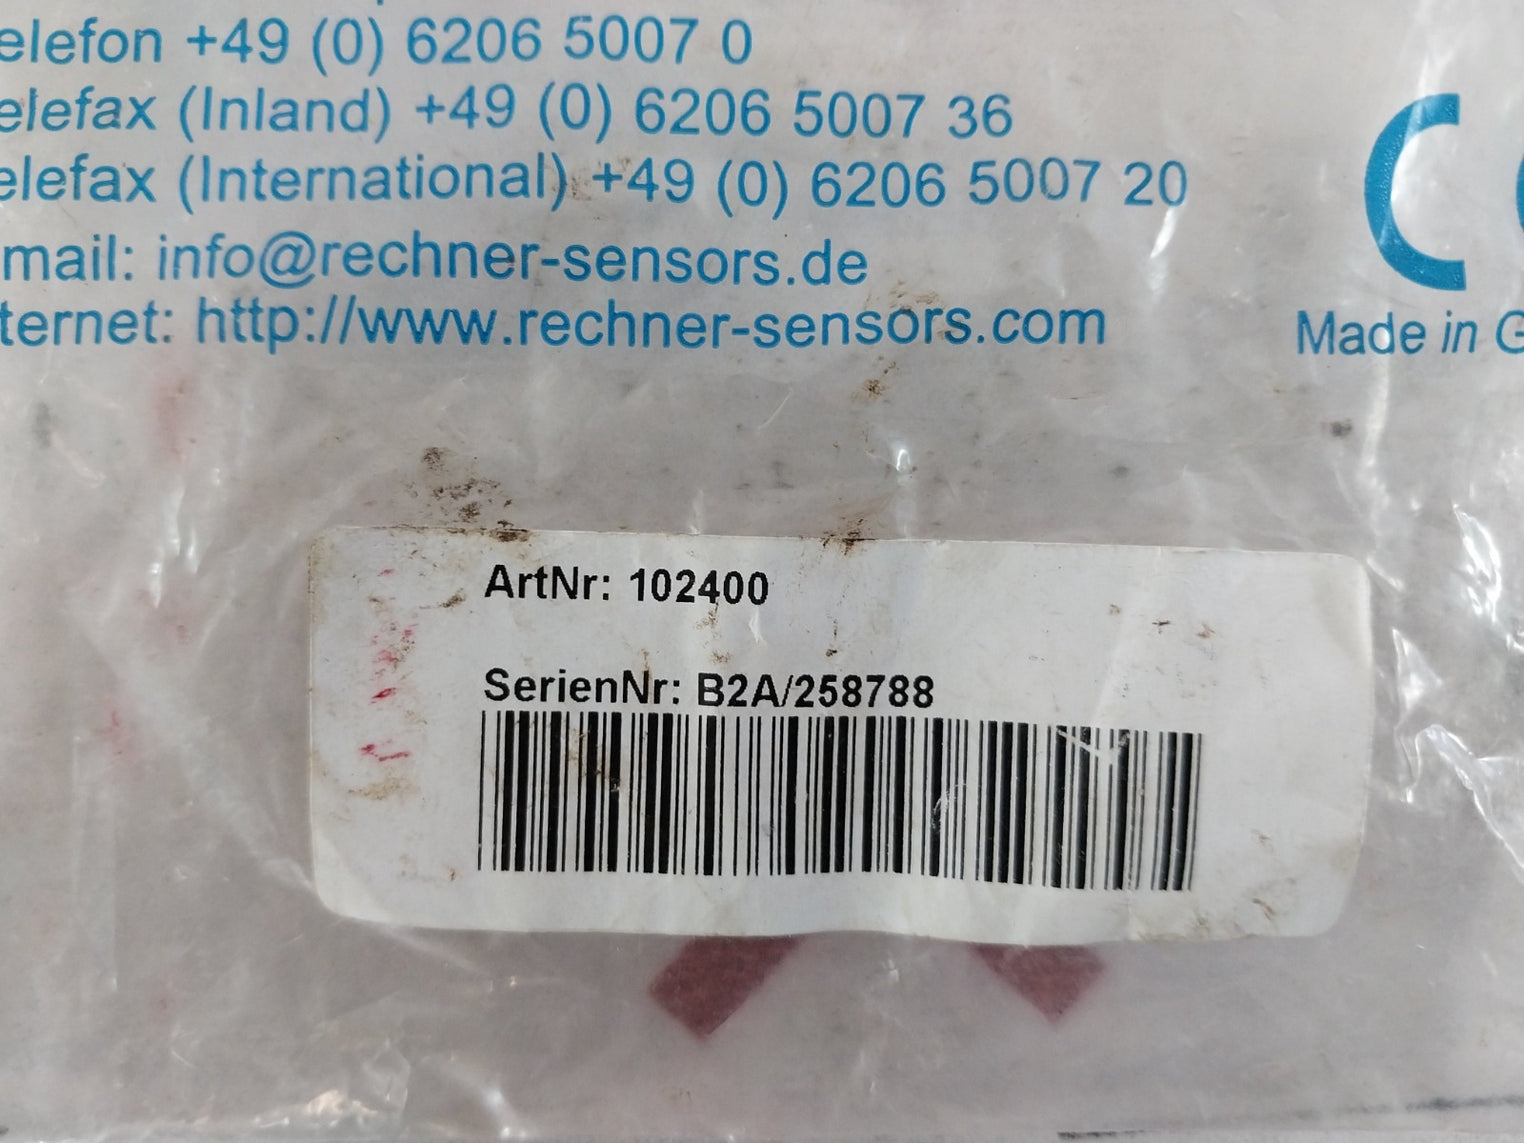 elefon +49 (0) 6206 5007 0
elefax (Inland) +49 (0) 6206 5007 36
elefax (International) +49 (0) 6206 5007 20
mail: info@rechner-sensors.de
ternet: http://www.rechner-sensors.com
C
Made in G
ArtNr: 102400
SerienNr: B2A/258788